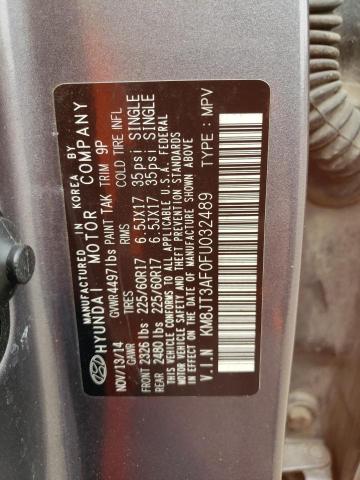 MANUFACTURED IN KOREA BY
HYUNDAI MOTOR COMPANY
GVWR 4497lbs PAINT TAK TRIM 9P
NOV/13/14 TIRES RIMS COLD TIRE INFL
GAWR
FRONT 2326 lbs 225/60R17 6.5JX17 35psi SINGLE
REAR 2480 lbs 225/60R17 6.5JX17 35psi SINGLE
THIS VEHICLE CONFORMS TO ALL APPLICABLE U.S.A. FEDERAL
MOTOR VEHICLE SAFETY AND THEFT PREVENTION STANDARDS
IN EFFECT ON THE DATE OF MANUFACTURE SHOWN ABOVE.
V.I.N KM8JT3AF0FU032489 TYPE : MPV